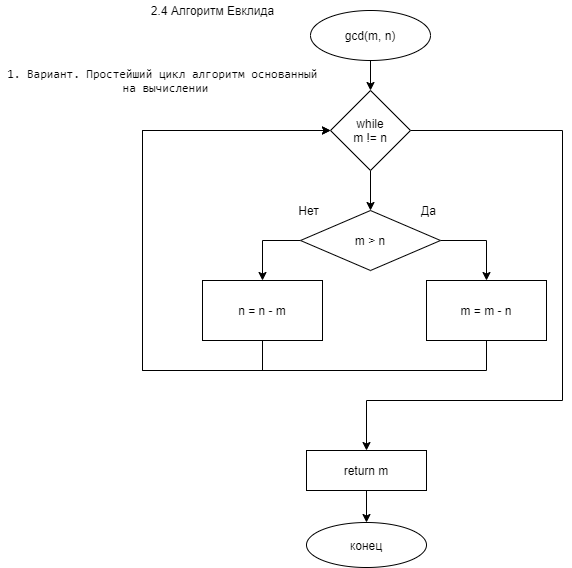 2.4 Алгоритм Евклида
gcd(m, n)
1. Вариант. Простейший цикл алгоритм основанный
на вычислении
while
m != n
Нет
Да
m > n
n = n - m
m = m - n
return m
конец